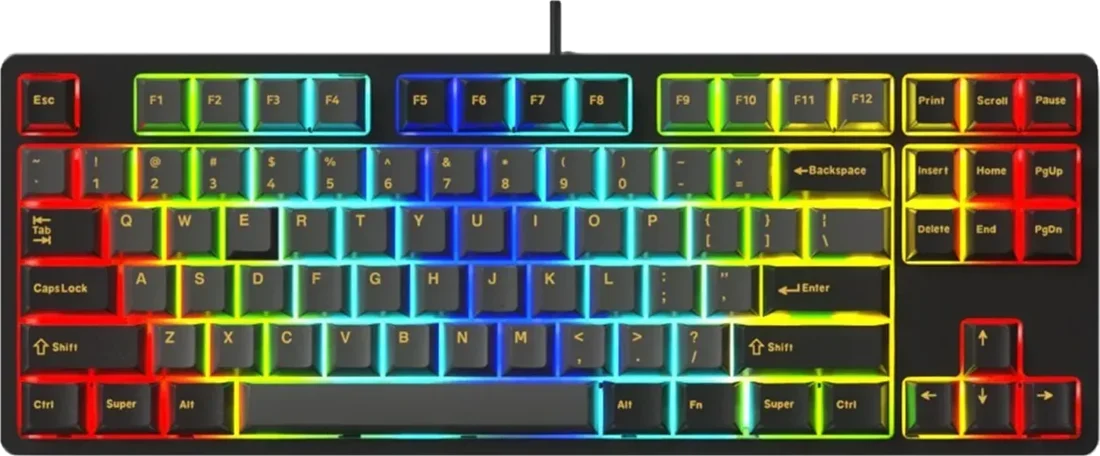 Esc F1 F2 F3 F4 F5 F6 F7 F8 F9 F10 F11 F12 Print Scroll Pause
~ ! @ # $ % ^ & * ( ) _ + ←Backspace Insert Home PgUp
` 1 2 3 4 5 6 7 8 9 0 - =
Tab Q W E R T Y U I O P { } ¦ Delete End PgDn
[ ] \
CapsLock A S D F G H J K L : " ↵Enter
; '
⇧Shift Z X C V B N M < > ? ⇧Shift ↑
, . /
Ctrl Super Alt Alt Fn Super Ctrl ← ↓ →